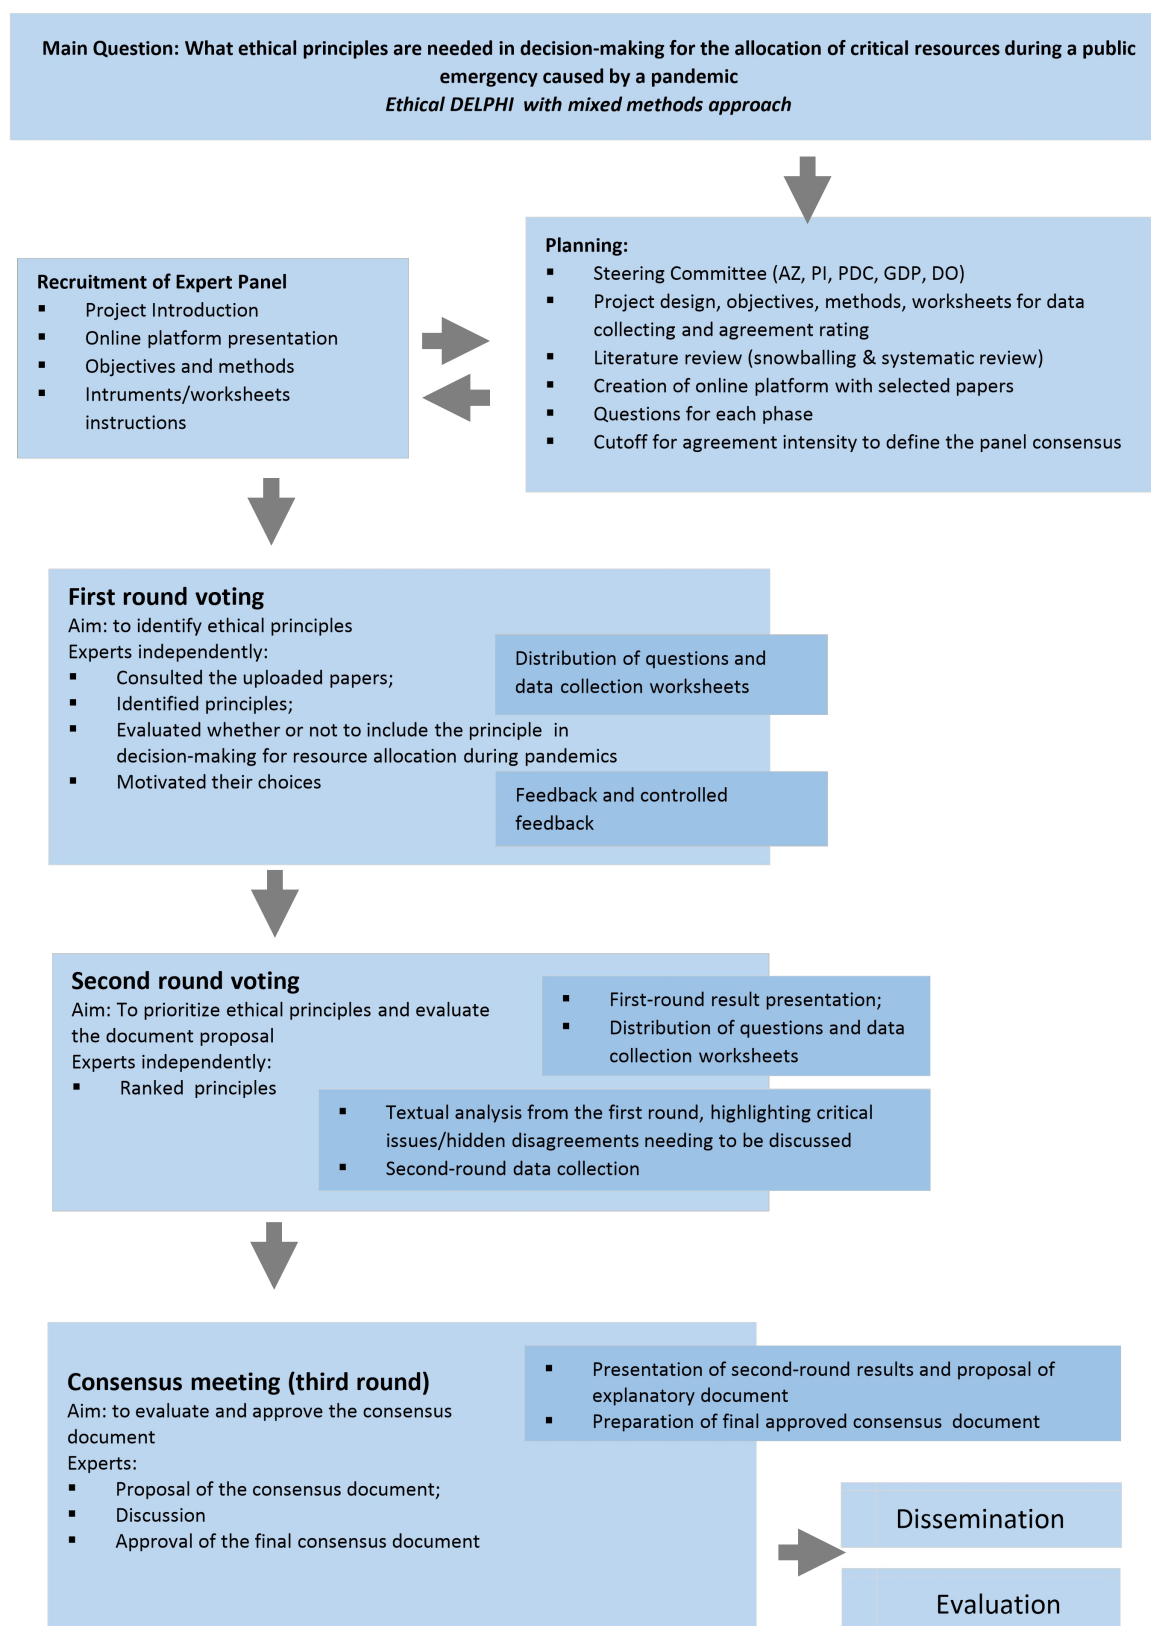 Main Question: What ethical principles are needed in decision-making for the allocation of critical resources during a public
emergency caused by a pandemic
Ethical DELPHI with mixed methods approach
Planning:
▪ Steering Committee (AZ, PI, PDC, GDP, DO)
▪ Project design, objectives, methods, worksheets for data
collecting and agreement rating
▪ Literature review (snowballing & systematic review)
▪ Creation of online platform with selected papers
▪ Questions for each phase
▪ Cutoff for agreement intensity to define the panel consensus
Recruitment of Expert Panel
▪ Project Introduction
▪ Online platform presentation
▪ Objectives and methods
▪ Intruments/worksheets
instructions
First round voting
Aim: to identify ethical principles
Experts independently:
▪ Consulted the uploaded papers;
▪ Identified principles;
▪ Evaluated whether or not to include the principle in
decision-making for resource allocation during pandemics
▪ Motivated their choices
Distribution of questions and
data collection worksheets
Feedback and controlled
feedback
Second round voting
Aim: To prioritize ethical principles and evaluate
the document proposal
Experts independently:
▪ Ranked principles
▪ First-round result presentation;
▪ Distribution of questions and data
collection worksheets
▪ Textual analysis from the first round, highlighting critical
issues/hidden disagreements needing to be discussed
▪ Second-round data collection
Consensus meeting (third round)
Aim: to evaluate and approve the consensus
document
Experts:
▪ Proposal of the consensus document;
▪ Discussion
▪ Approval of the final consensus document
▪ Presentation of second-round results and proposal of
explanatory document
▪ Preparation of final approved consensus document
Dissemination
Evaluation